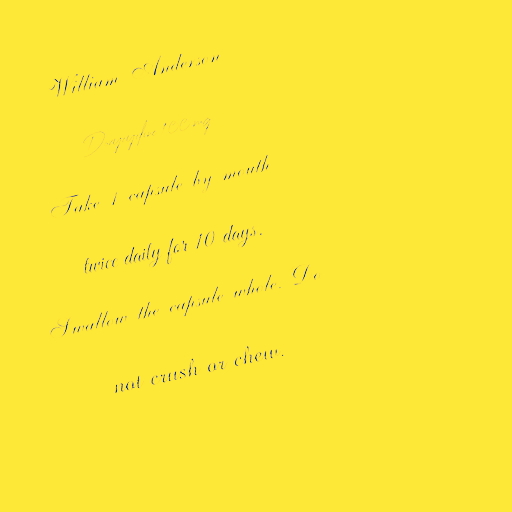 William Anderson
100 mg
Take 1 capsule by mouth
twice daily for 10 days.
Swallow the capsule whole. Do
not crush or chew.